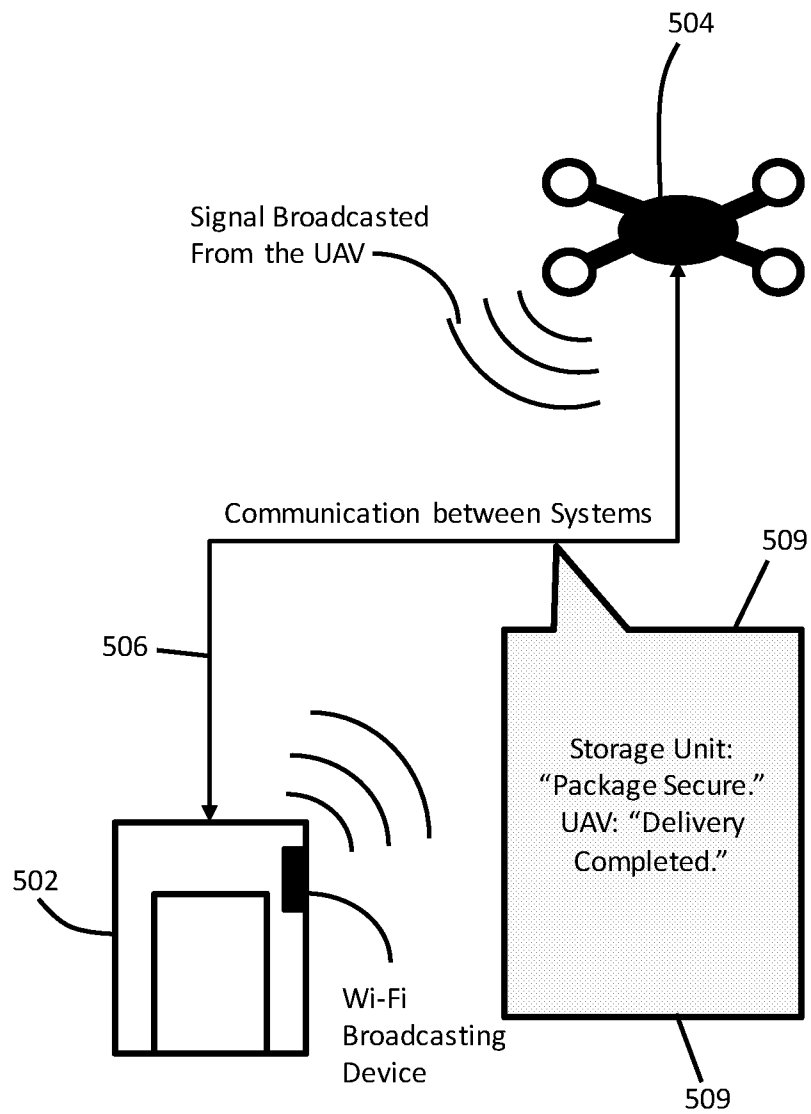 504
Signal Broadcasted
From the UAV
Communication between Systems
509
506
Storage Unit:
“Package Secure.”
UAV: “Delivery
Completed.”
502
Wi-Fi
Broadcasting
Device
509